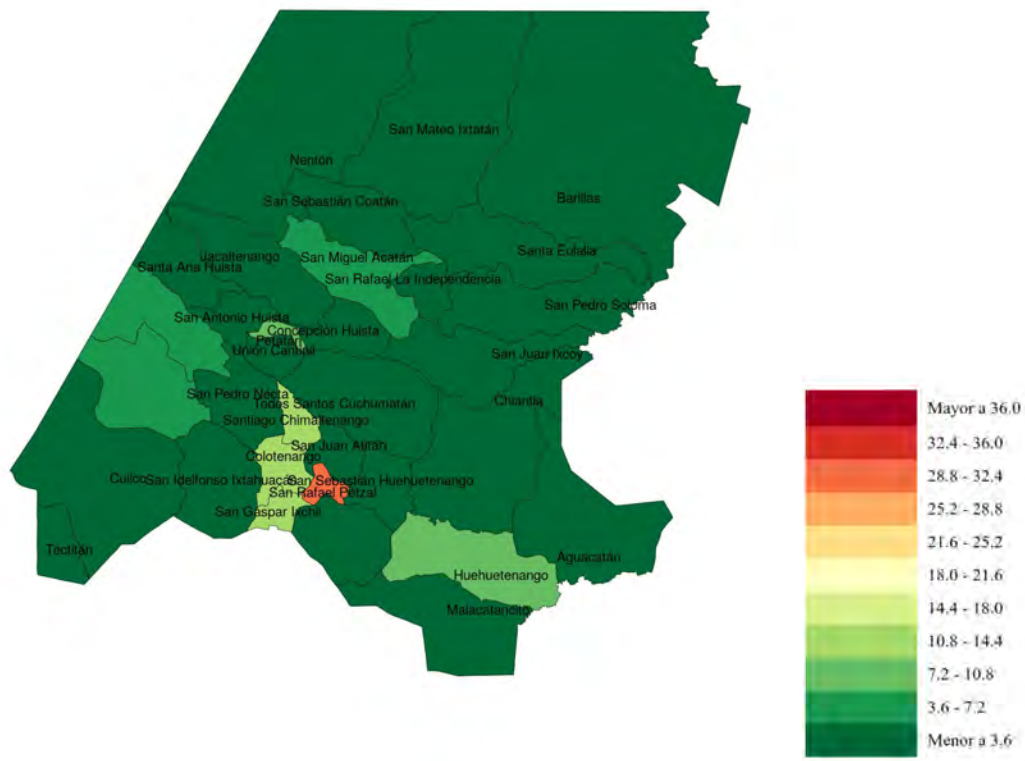 San Mateo Ixtatán
Nentón
San Sebastián Coatán
Barillas
Santa Eulalia
Jacaltenango
San Miguel Acatán
Santa Ana Huista
San Rafael La Independencia
San Pedro Soloma
San Antonio Huista
Concepción Huista
Petatán
Unión Cantinil
San Juan Ixcoy
San Pedro Necta
Todos Santos Cuchumatán
Chiantla
Santiago Chimaltenango
San Juan Atitán
Colotenango
Cuilco
San Ildelfonso Ixtahuacán
San Sebastián Huehuetenango
San Rafael Petzal
San Gaspar Ixchil
Tectitán
Aguacatán
Huehuetenango
Malacatancito
Mayor a 36.0
32.4 - 36.0
28.8 - 32.4
25.2 - 28.8
21.6 - 25.2
18.0 - 21.6
14.4 - 18.0
10.8 - 14.4
7.2 - 10.8
3.6 - 7.2
Menor a 3.6